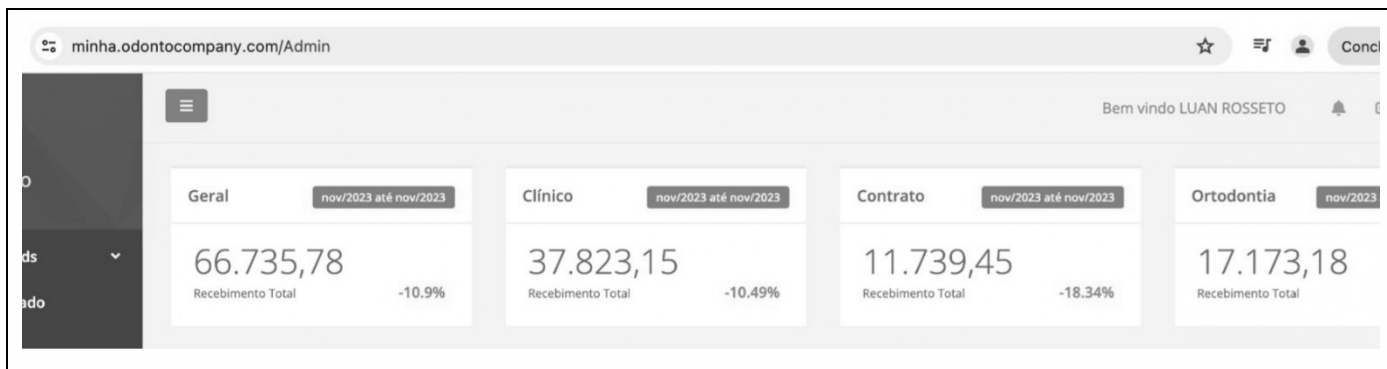 minha.odontocompany.com/Admin
Concl
Bem vindo LUAN ROSSETO
O
ds
ado
Geral nov/2023 até nov/2023
66.735,78
Recebimento Total -10.9%
Clínico nov/2023 até nov/2023
37.823,15
Recebimento Total -10.49%
Contrato nov/2023 até nov/2023
11.739,45
Recebimento Total -18.34%
Ortodontia nov/2023
17.173,18
Recebimento Total